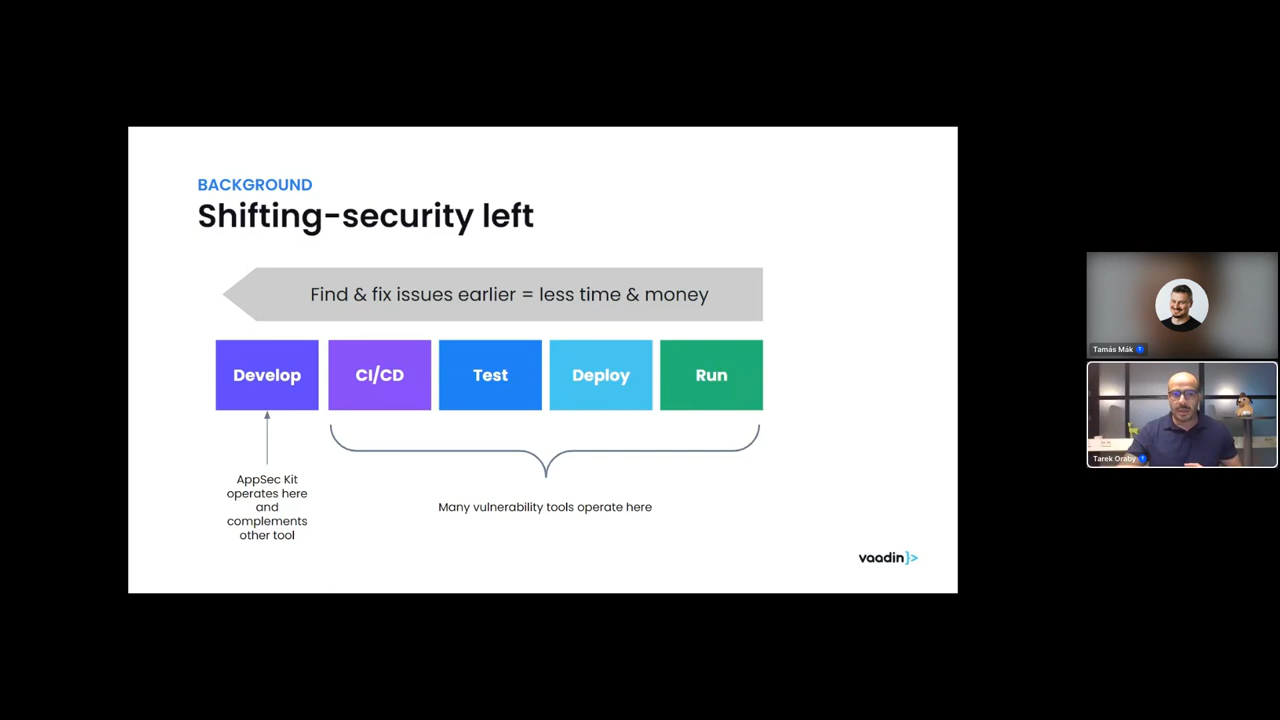 BACKGROUND
Shifting-security left
Find & fix issues earlier = less time & money
Develop
CI/CD
Test
Deploy
Run
AppSec Kit
operates here
and
complements
other tool
Many vulnerability tools operate here
vaadin}>
Tamás Mák
Tarek Oraby